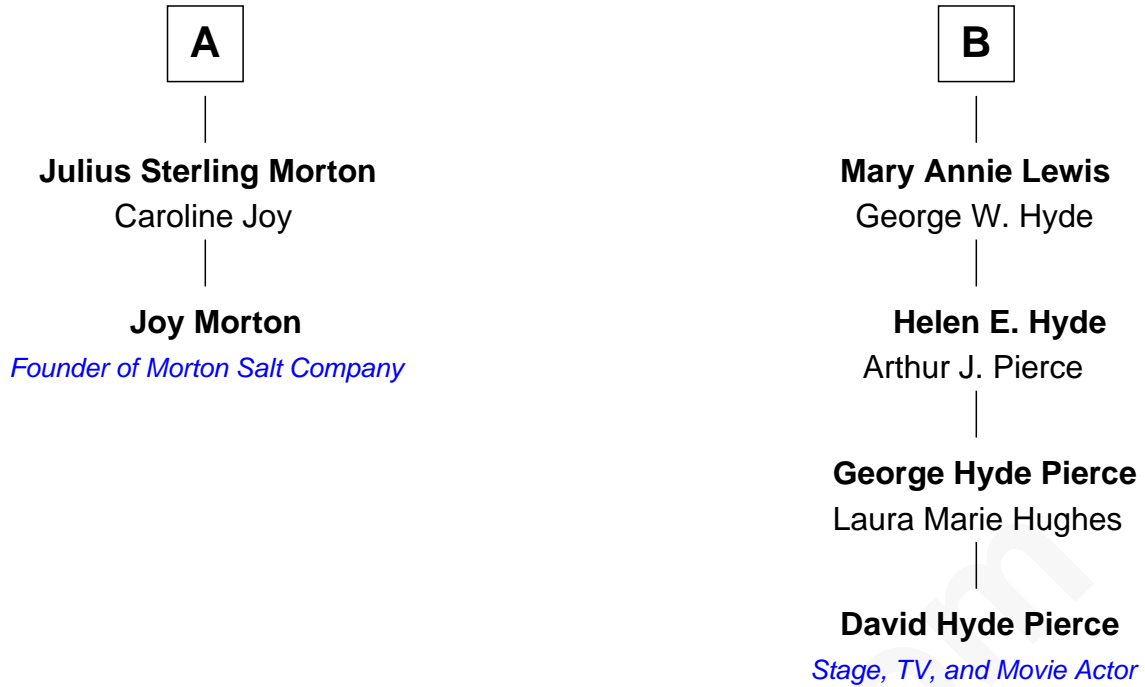 A
Julius Sterling Morton
Caroline Joy
Joy Morton
Founder of Morton Salt Company
B
Mary Annie Lewis
George W. Hyde
Helen E. Hyde
Arthur J. Pierce
George Hyde Pierce
Laura Marie Hughes
David Hyde Pierce
Stage, TV, and Movie Actor